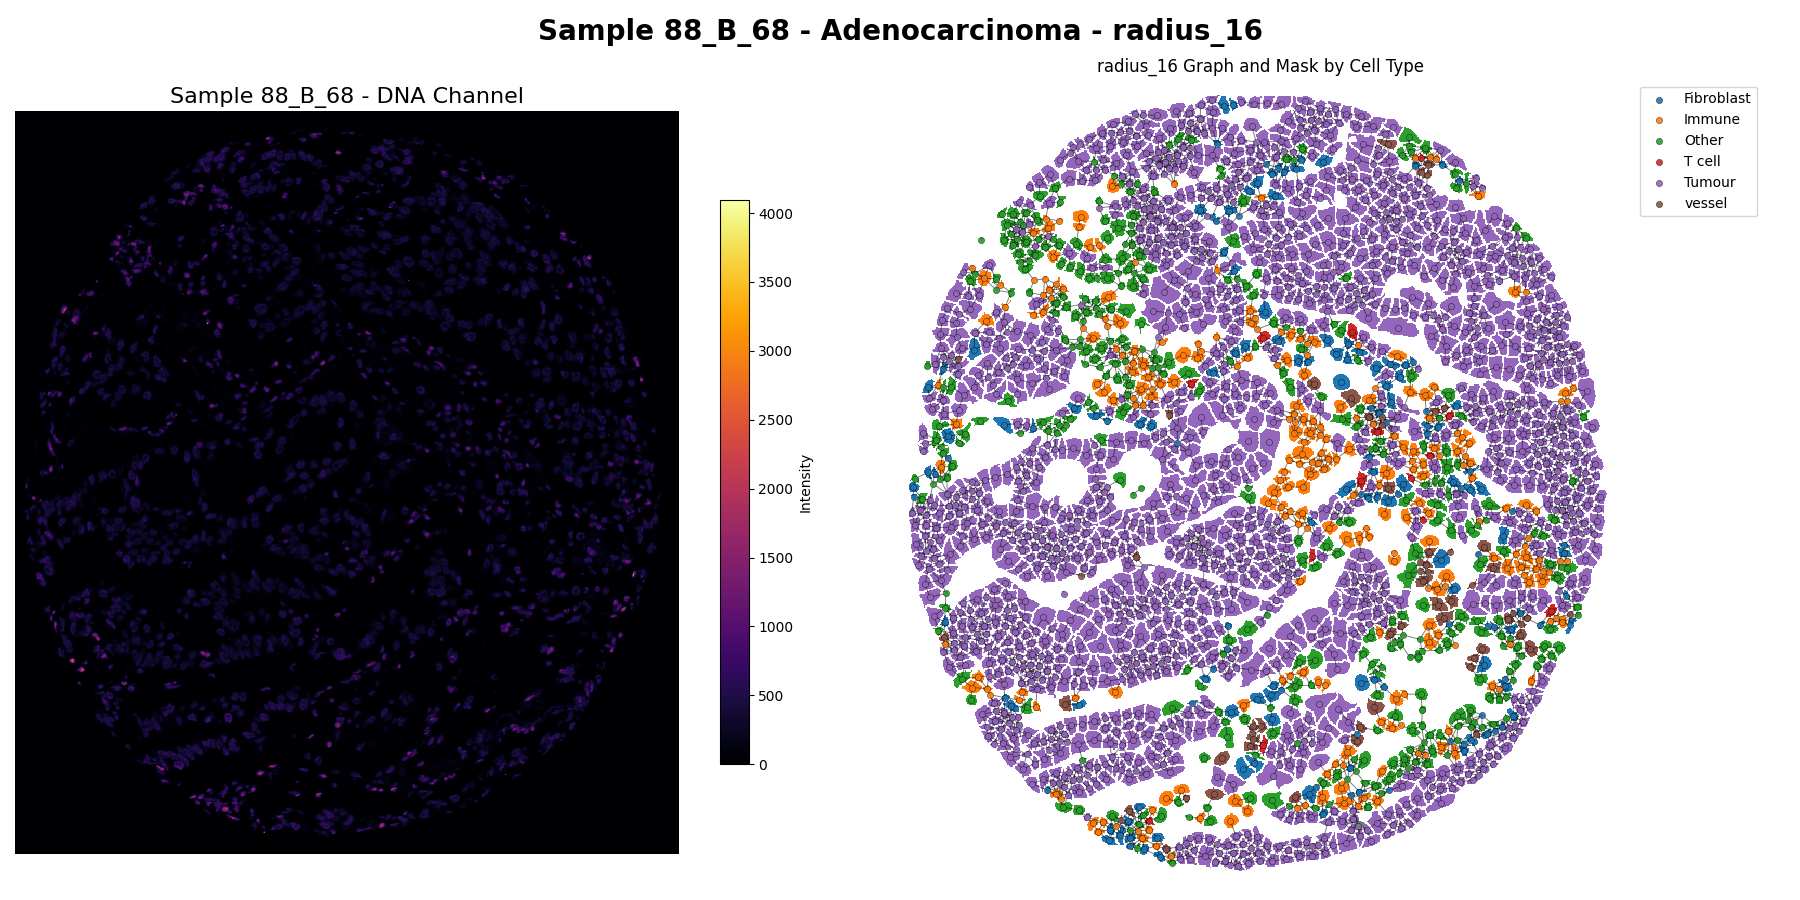 Sample 88_B_68 - Adenocarcinoma - radius_16
Sample 88_B_68 - DNA Channel
4000
3500
3000
2500
2000
1500
1000
500
0
Intensity
radius_16 Graph and Mask by Cell Type
Fibroblast
Immune
Other
T cell
Tumour
vessel